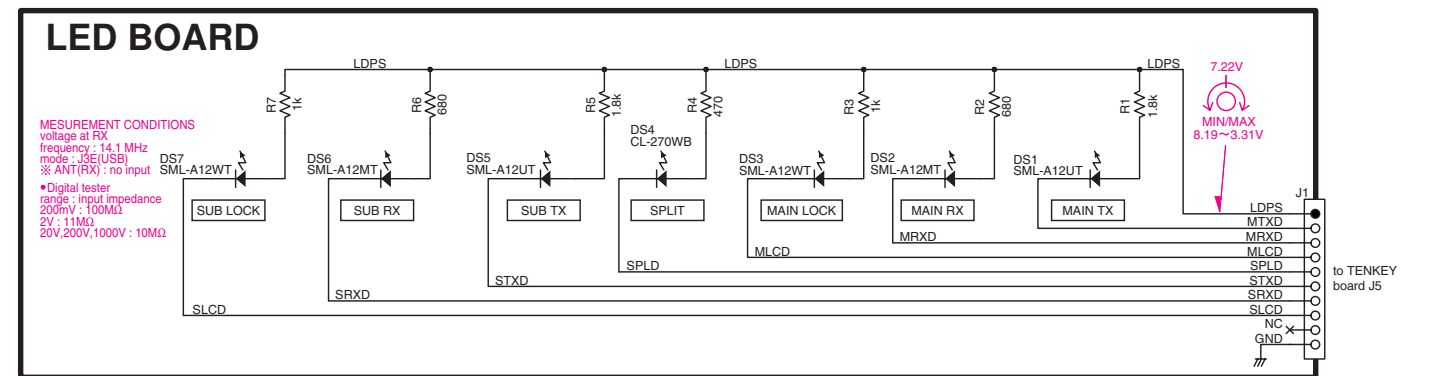 LED BOARD
LDPS
LDPS
LDPS
7.22V
MIN/MAX
8.19～3.31V
R7
1k
R6
680
R5
1.8k
R4
470
R3
1k
R2
680
R1
1.8k
MESUREMENT CONDITIONS
voltage at RX
frequency : 14.1 MHz
mode : J3E(USB)
※ ANT(RX) : no input
•Digital tester
range : input impedance
200mV : 100MΩ
2V : 11MΩ
20V,200V,1000V : 10MΩ
DS7
SML-A12WT
DS6
SML-A12MT
DS5
SML-A12UT
DS4
CL-270WB
DS3
SML-A12WT
DS2
SML-A12MT
DS1
SML-A12UT
SUB LOCK
SUB RX
SUB TX
SPLIT
MAIN LOCK
MAIN RX
MAIN TX
J1
LDPS
MTXD
MRXD
MRXD
MLCD
MLCD
SPLD
SPLD
STXD
STXD
SRXD
SRXD
SLCD
SLCD
NC
GND
to TENKEY
board J5